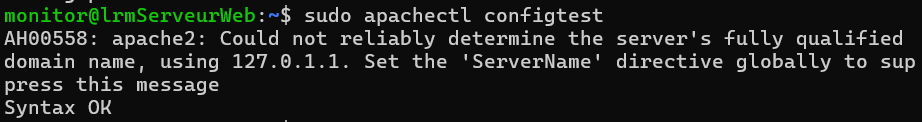 monitor@lrmServeurWeb:~$ sudo apachectl configtest
AH00558: apache2: Could not reliably determine the server's fully qualified
domain name, using 127.0.1.1. Set the 'ServerName' directive globally to sup
press this message
Syntax OK